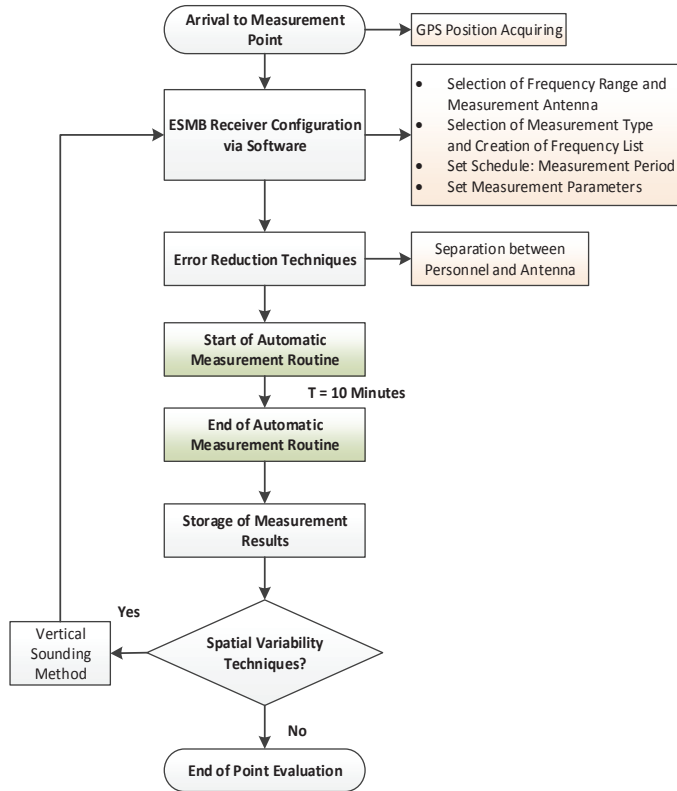 Arrival to Measurement
Point
GPS Position Acquiring
ESMB Receiver Configuration
via Software
• Selection of Frequency Range and
Measurement Antenna
• Selection of Measurement Type
and Creation of Frequency List
• Set Schedule: Measurement Period
• Set Measurement Parameters
Error Reduction Techniques
Separation between
Personnel and Antenna
Start of Automatic
Measurement Routine
T = 10 Minutes
End of Automatic
Measurement Routine
Storage of Measurement
Results
Spatial Variability
Techniques?
Yes
Vertical
Sounding
Method
No
End of Point Evaluation